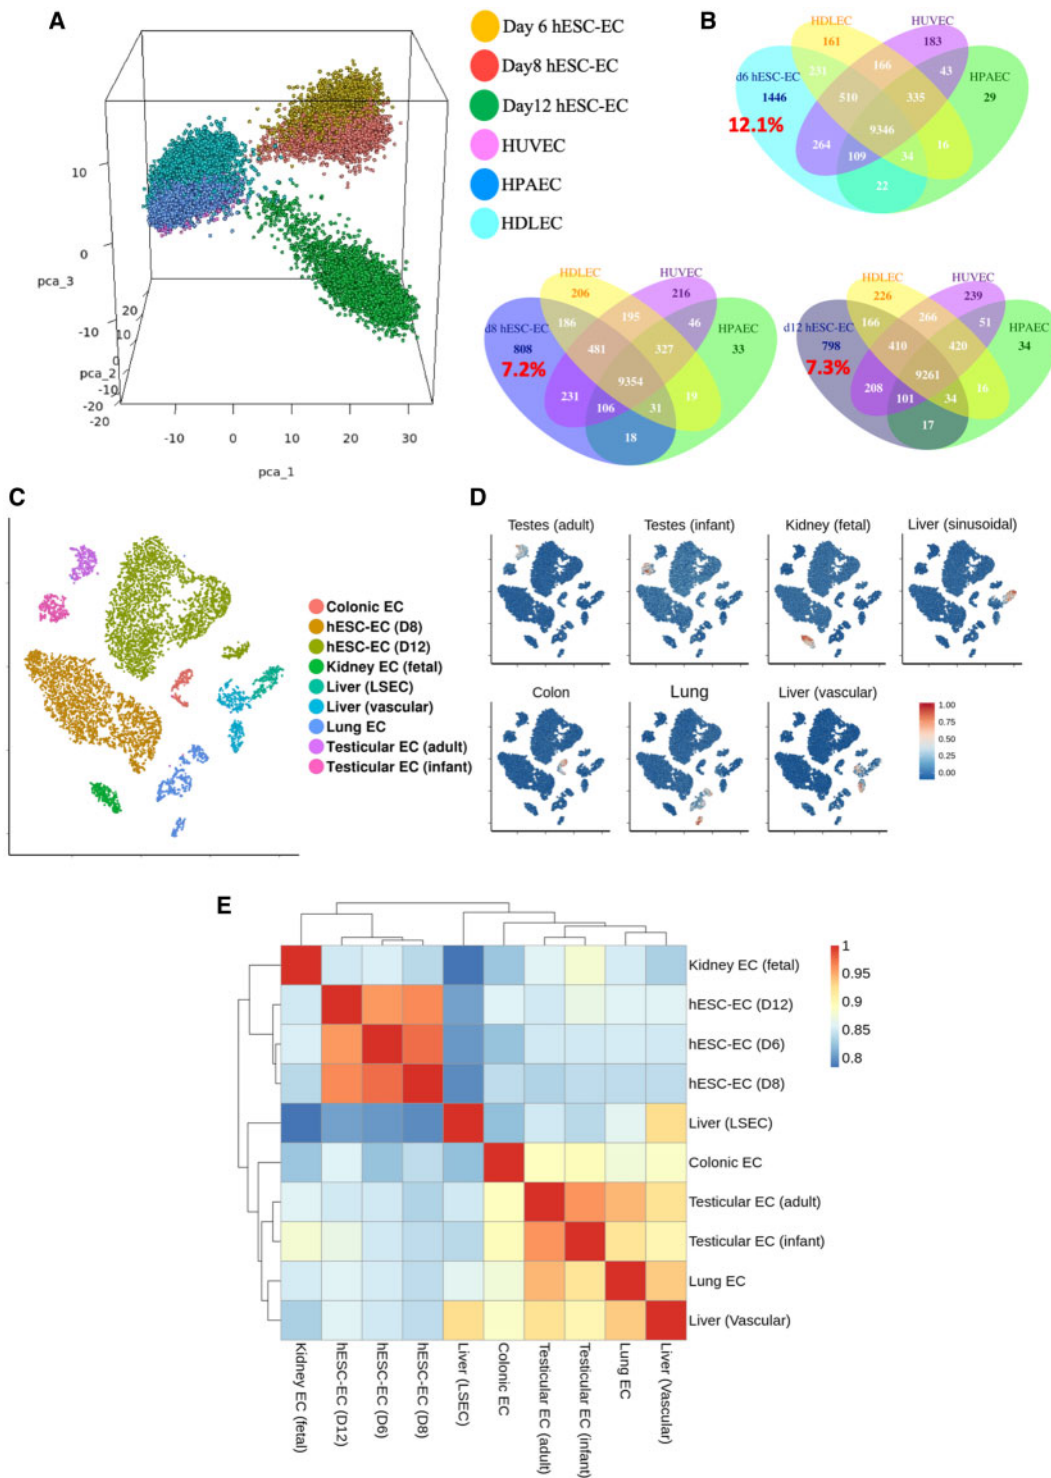 A
10
0
-10
pca_3
20
10
0
-10
-20
pca_2
-10
0
10
20
30
pca_1
Day 6 hESC-EC
Day8 hESC-EC
Day12 hESC-EC
HUVEC
HPAEC
HDLEC
B
HDLEC
HUVEC
161
183
d6 hESC-EC
231
166
43
HPAEC
1446
510
335
29
12.1%
9346
264
109
34
16
22
HDLEC
HUVEC
206
216
d8 hESC-EC
186
195
46
HPAEC
808
481
327
33
7.2%
9354
231
106
31
19
18
HDLEC
HUVEC
226
239
d12 hESC-EC
166
266
51
HPAEC
798
410
420
34
7.3%
9261
208
101
34
16
17
C
Colonic EC
hESC-EC (D8)
hESC-EC (D12)
Kidney EC (fetal)
Liver (LSEC)
Liver (vascular)
Lung EC
Testicular EC (adult)
Testicular EC (infant)
D
Testes (adult)
Testes (infant)
Kidney (fetal)
Liver (sinusoidal)
Colon
Lung
Liver (vascular)
1.00
0.75
0.50
0.25
0.00
E
Kidney EC (fetal)
hESC-EC (D12)
hESC-EC (D6)
hESC-EC (D8)
Liver (LSEC)
Colonic EC
Testicular EC (adult)
Testicular EC (infant)
Lung EC
Liver (Vascular)
1
0.95
0.9
0.85
0.8
Kidney EC (fetal)
hESC-EC (D12)
hESC-EC (D6)
hESC-EC (D8)
Liver (LSEC)
Colonic EC
Testicular EC (adult)
Testicular EC (infant)
Lung EC
Liver (Vascular)